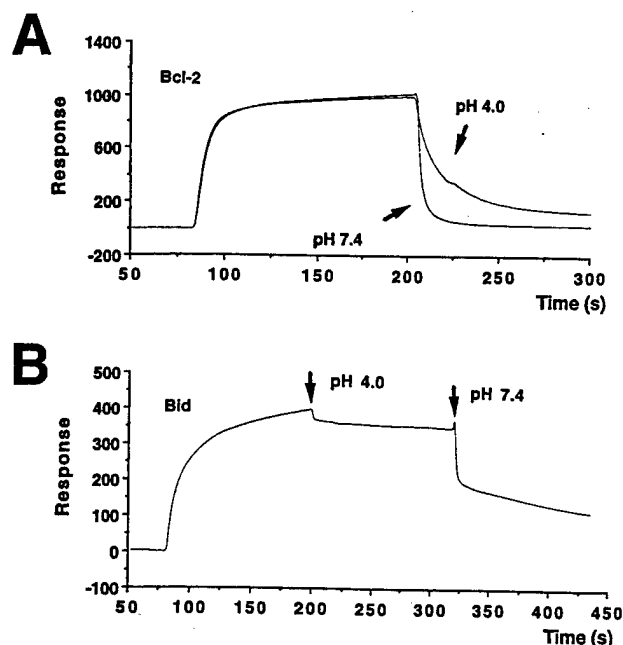 A
1400
Bcl-2
1000
pH 4.0
Response
600
200
pH 7.4
-200
50 100 150 200 250 300
Time (s)
B
500
pH 4.0
pH 7.4
Bid
400
300
Response
200
100
0
-100
50 100 150 200 250 300 350 400 450
Time (s)